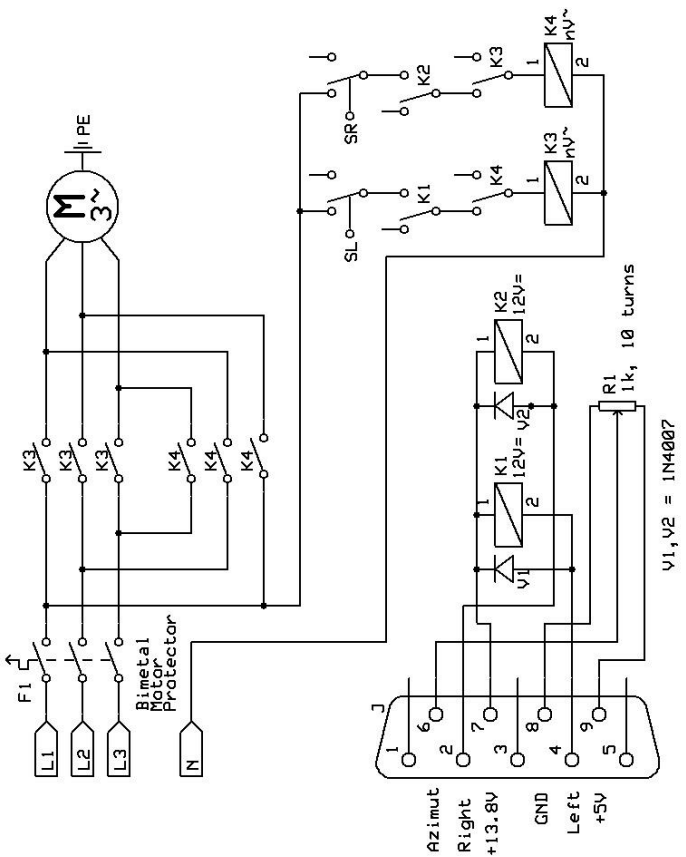 PE
M
3~
K3
K3
K3
K4
K4
K4
F1
Bimetal
Motor
Protector
L1
L2
L3
N
SR
K2
K3
1
2
K4
nV~
SL
K1
K4
1
2
K3
nV~
1
2
K2
12V=
V2
1
2
K1
12V=
V1
R1
1k, 10 turns
V1,V2 = 1N4007
J
1
6
2
7
3
8
4
9
5
Azimut
Right
+13.8V
GND
Left
+5V